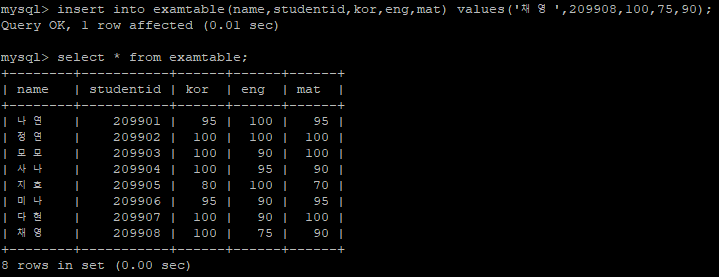 mysql> insert into examtable(name,studentid,kor,eng,mat) values('채영',209908,100,75,90);
Query OK, 1 row affected (0.01 sec)
mysql> select * from examtable;
+--------+-----------+------+------+------+
| name   | studentid | kor  | eng  | mat  |
+--------+-----------+------+------+------+
| 나연   |    209901 |   95 |  100 |   95 |
| 정연   |    209902 |  100 |  100 |  100 |
| 모모   |    209903 |  100 |   90 |  100 |
| 사나   |    209904 |  100 |   95 |   90 |
| 지효   |    209905 |   80 |  100 |   70 |
| 미나   |    209906 |   95 |   90 |   95 |
| 다현   |    209907 |  100 |   90 |  100 |
| 채영   |    209908 |  100 |   75 |   90 |
+--------+-----------+------+------+------+
8 rows in set (0.00 sec)